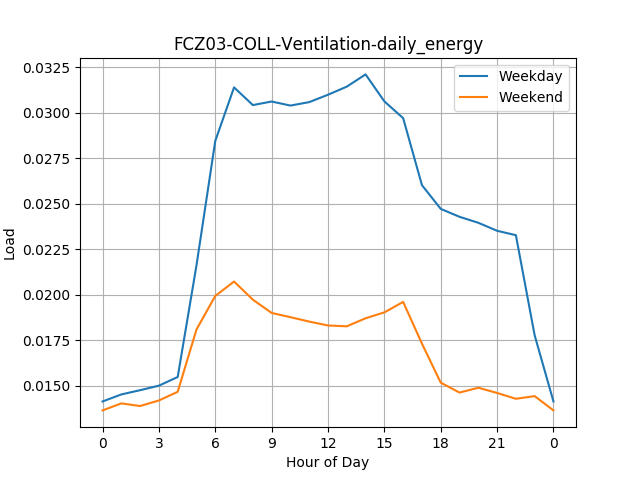 FCZ03-COLL-Ventilation-daily_energy
0.0325
0.0300
0.0275
0.0250
0.0225
0.0200
0.0175
0.0150
Load
Weekday
Weekend
0 3 6 9 12 15 18 21 0
Hour of Day